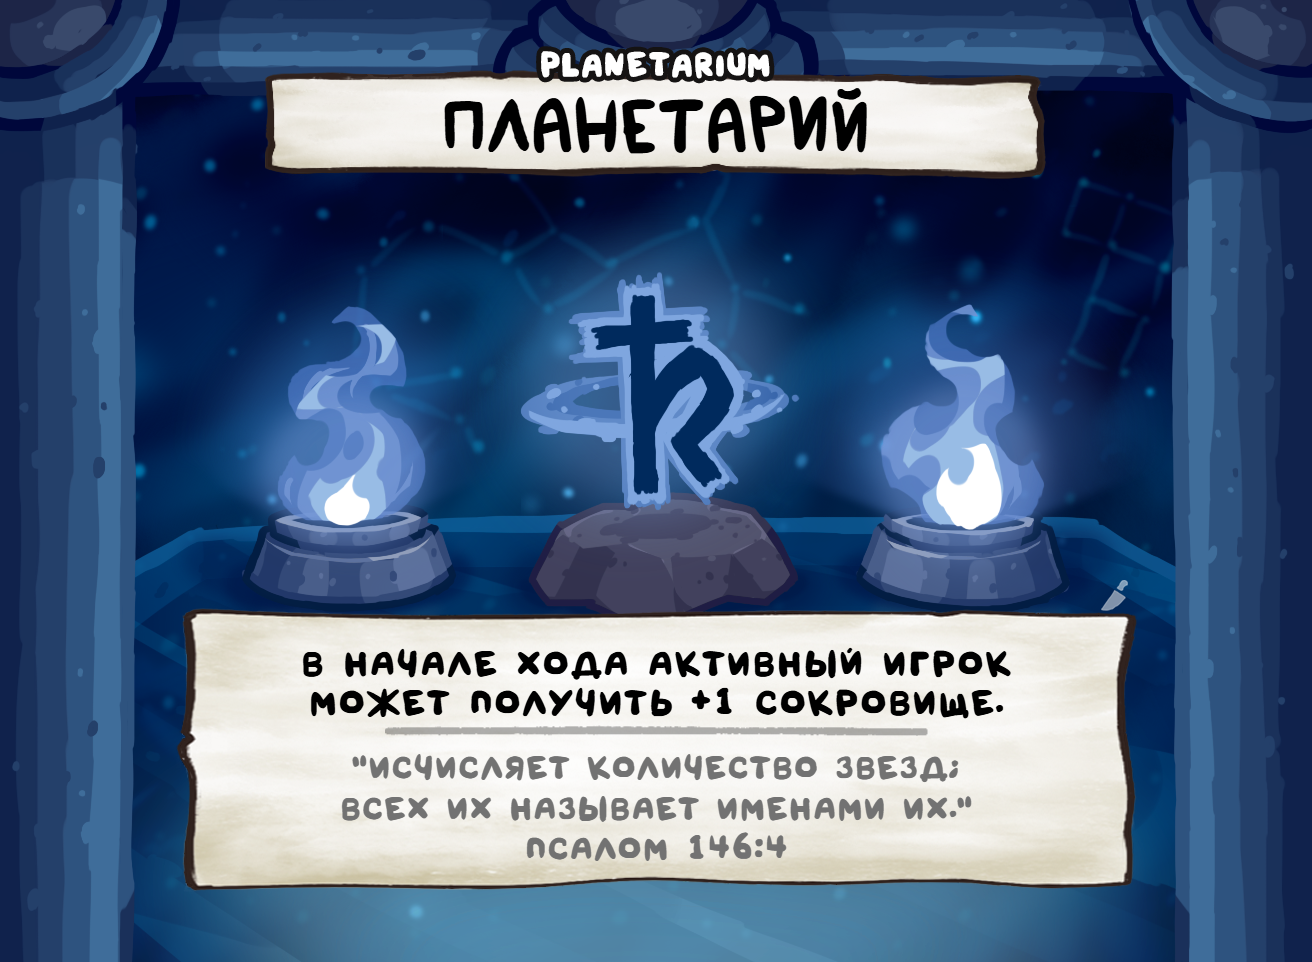 PLANETARIUM
ПЛАНЕТАРИЙ
В НАЧАЛЕ ХОДА АКТИВНЫЙ ИГРОК
МОЖЕТ ПОЛУЧИТЬ +1 СОКРОВИЩЕ.
"ИСЧИСЛЯЕТ КОЛИЧЕСТВО ЗВЕЗД;
ВСЕХ ИХ НАЗЫВАЕТ ИМЕНАМИ ИХ."
ПСАЛОМ 146:4